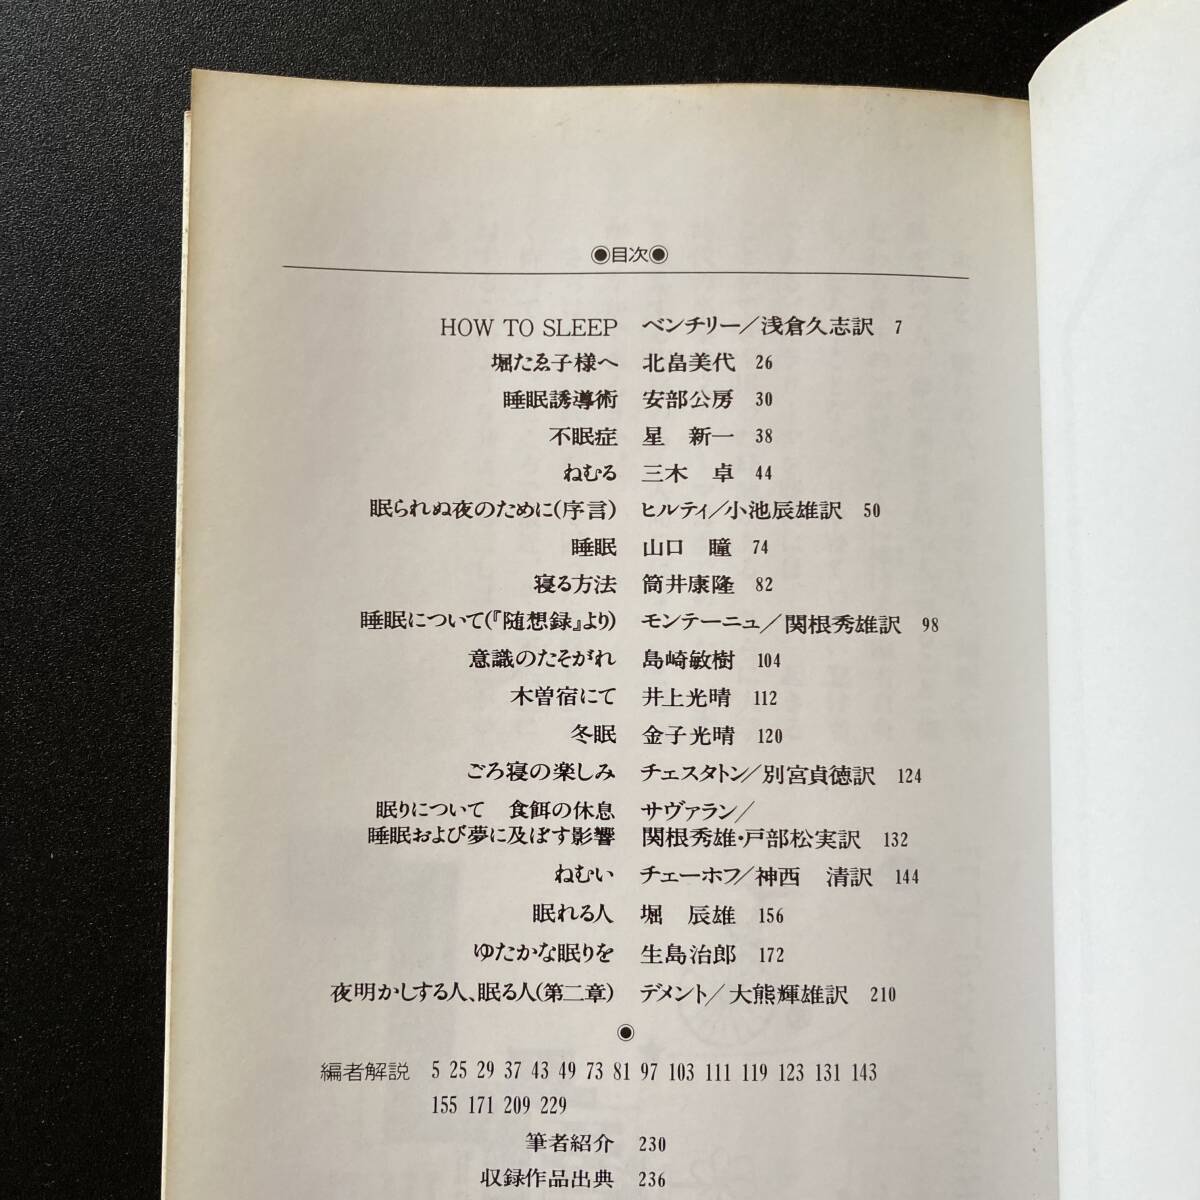 ◉目次◉
HOW TO SLEEP ベンチリー/浅倉久志訳 7
堀たゑ子様へ 北畠美代 26
睡眠誘導術 安部公房 30
不眠症 星 新一 38
ねむる 三木 卓 44
眠られぬ夜のために(序言) ヒルティ/小池辰雄訳 50
睡眠 山口 瞳 74
寝る方法 筒井康隆 82
睡眠について(『随想録』より) モンテーニュ/関根秀雄訳 98
意識のたそがれ 島崎敏樹 104
木曽宿にて 井上光晴 112
冬眠 金子光晴 120
ごろ寝の楽しみ チェスタトン/別宮貞徳訳 124
眠りについて 食餌の休息 サヴァラン/
睡眠および夢に及ぼす影響 関根秀雄・戸部松実訳 132
ねむい チェーホフ/神西 清訳 144
眠れる人 堀 辰雄 156
ゆたかな眠りを 生島治郎 172
夜明かしする人、眠る人(第二章) デメント/大熊輝雄訳 210
◉
編者解説 5 25 29 37 43 49 73 81 97 103 111 119 123 131 143
155 171 209 229
筆者紹介 230
収録作品出典 236